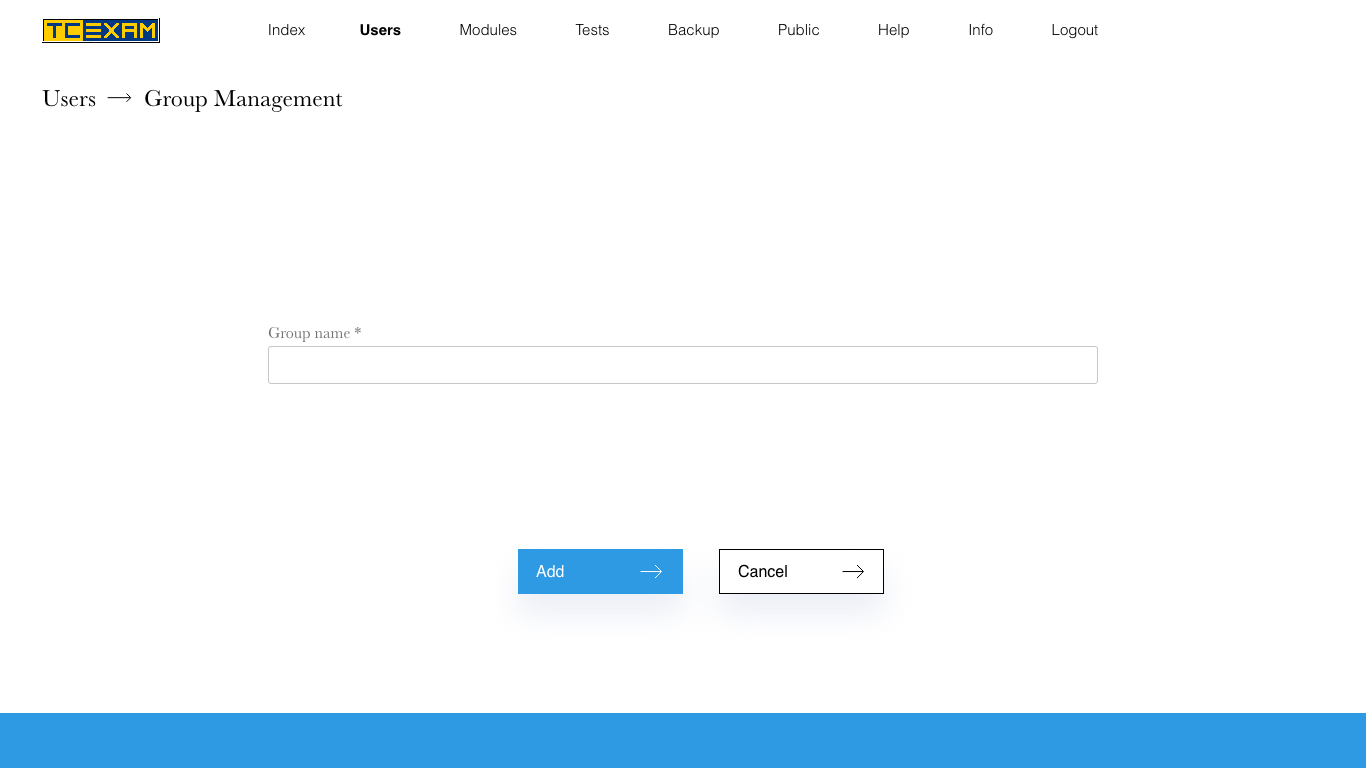 TCEXAM
Index Users Modules Tests Backup Public Help Info Logout
Users → Group Management
Group name *
Add
Cancel